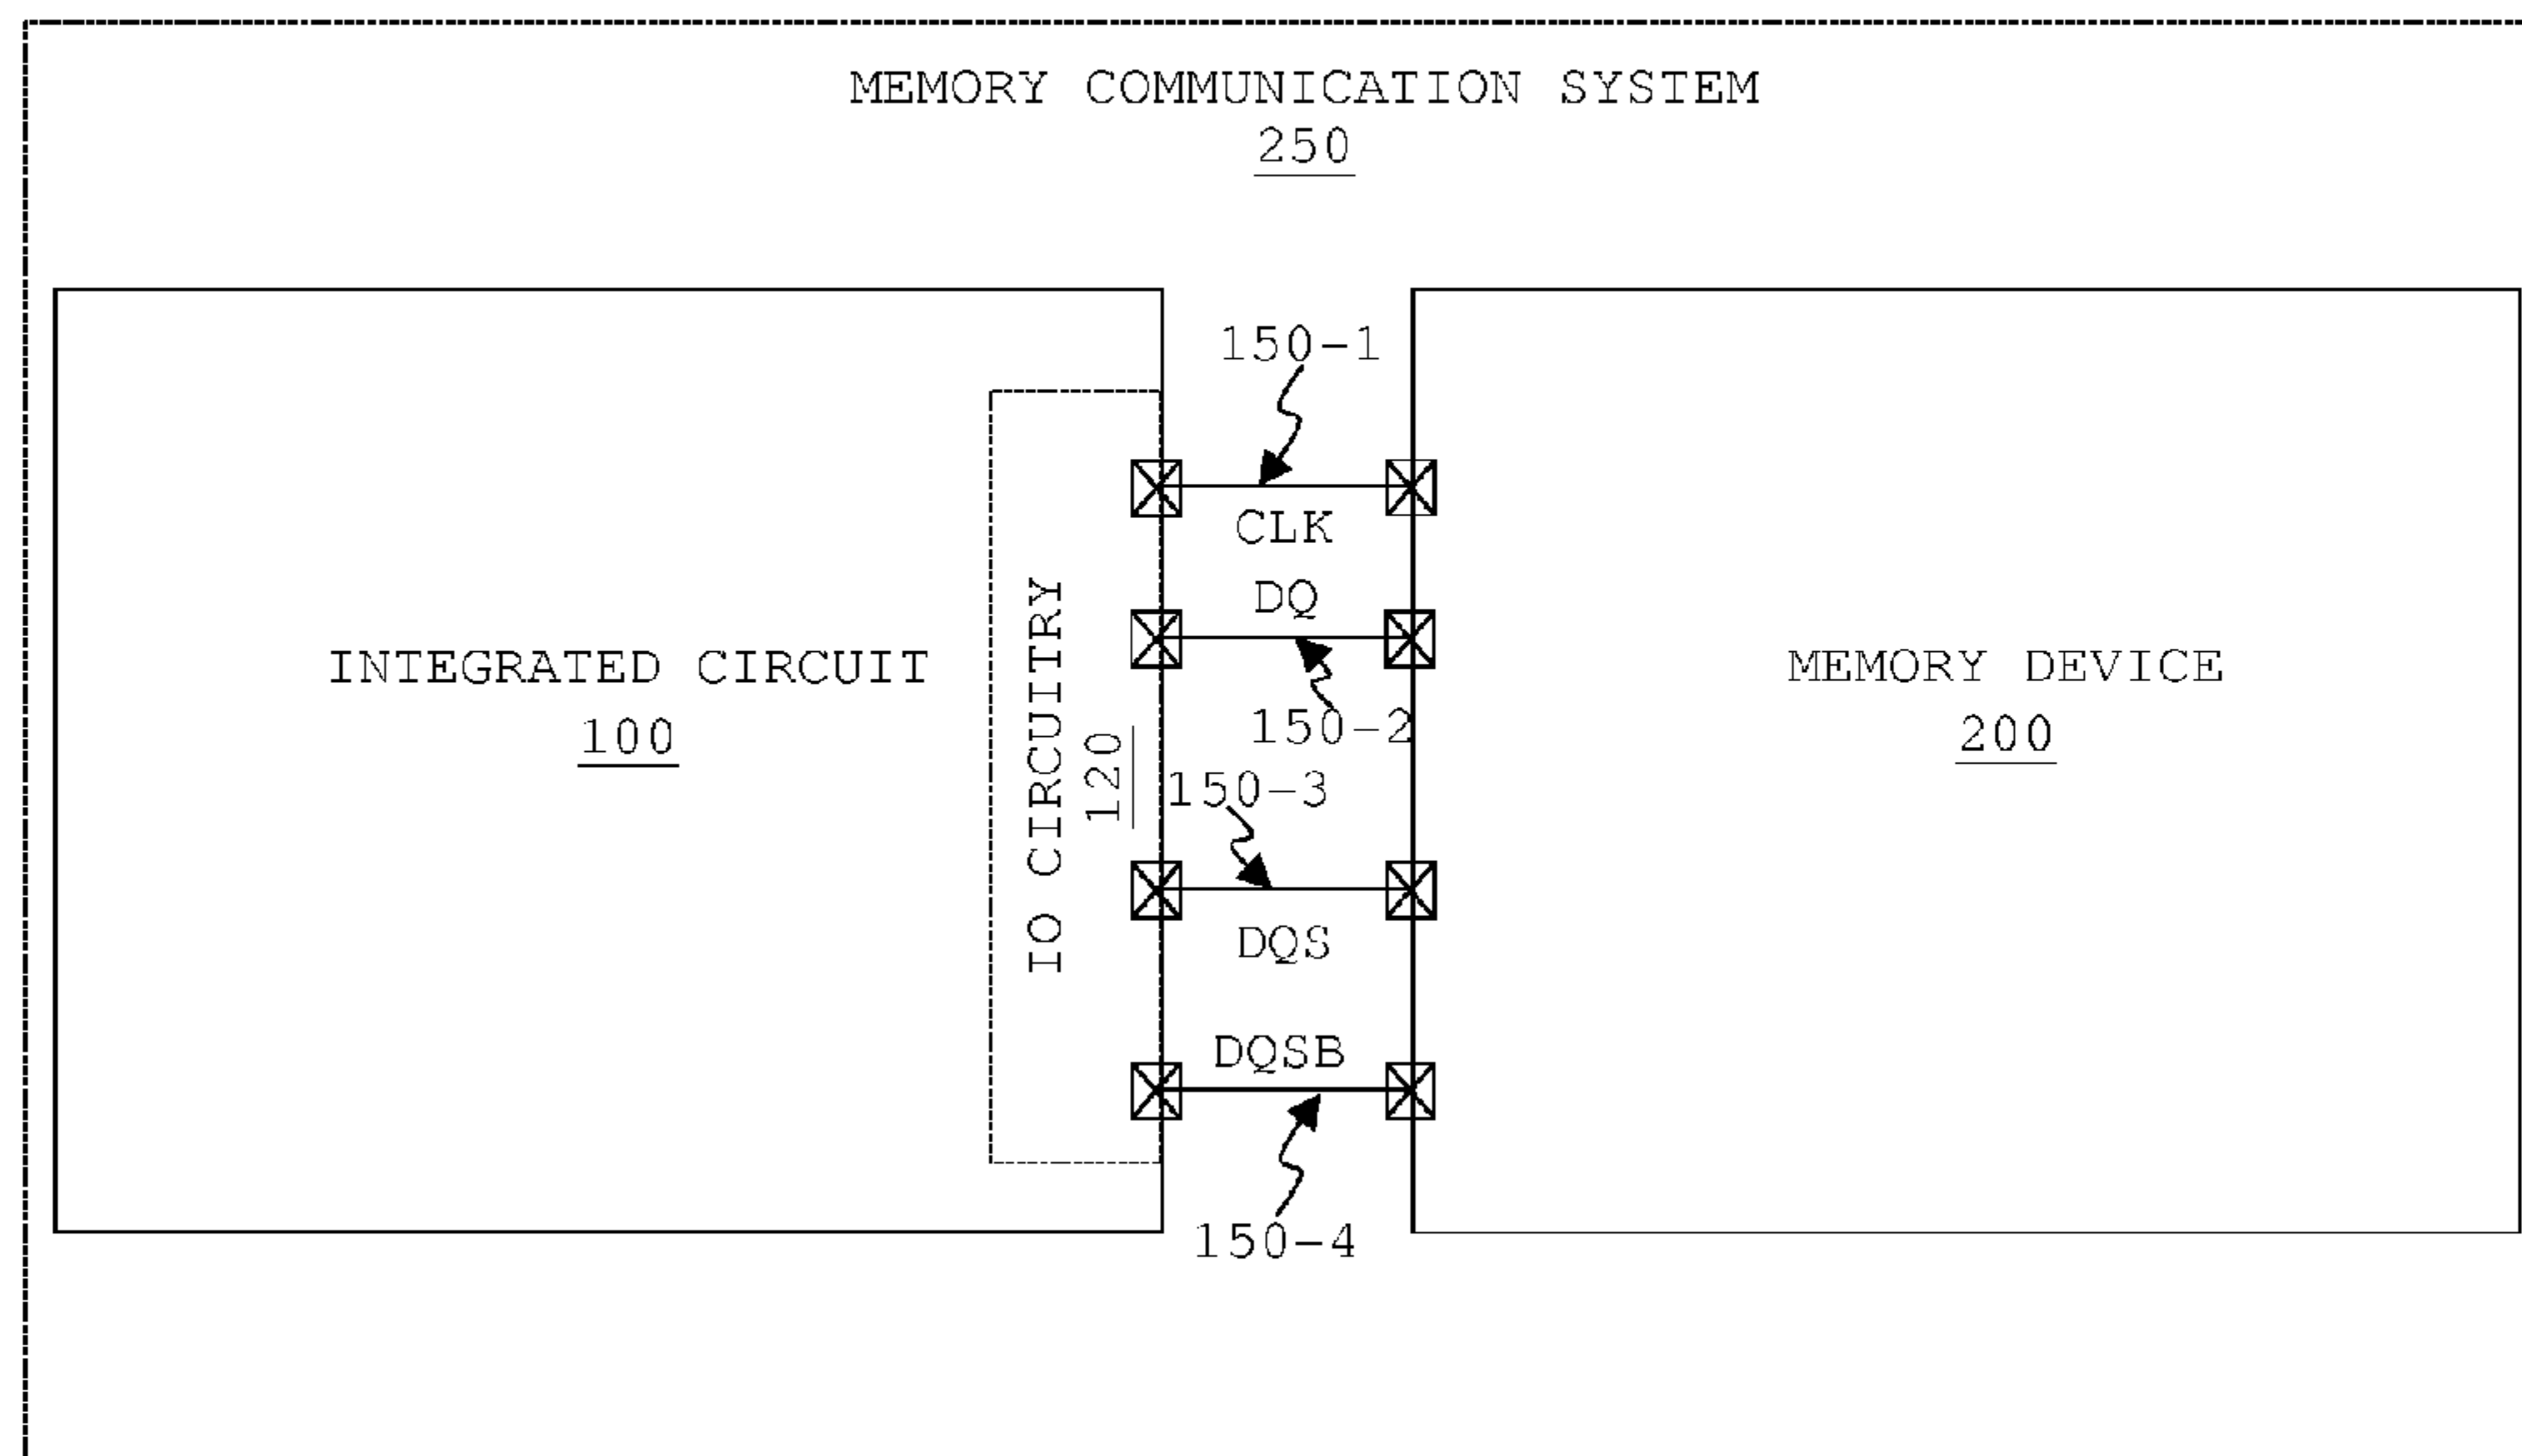 MEMORY COMMUNICATION SYSTEM
250
150-1
CLK
DQ
150-2
INTEGRATED CIRCUIT
100
IO CIRCUITRY
120
MEMORY DEVICE
200
150-3
DQS
DQSB
150-4